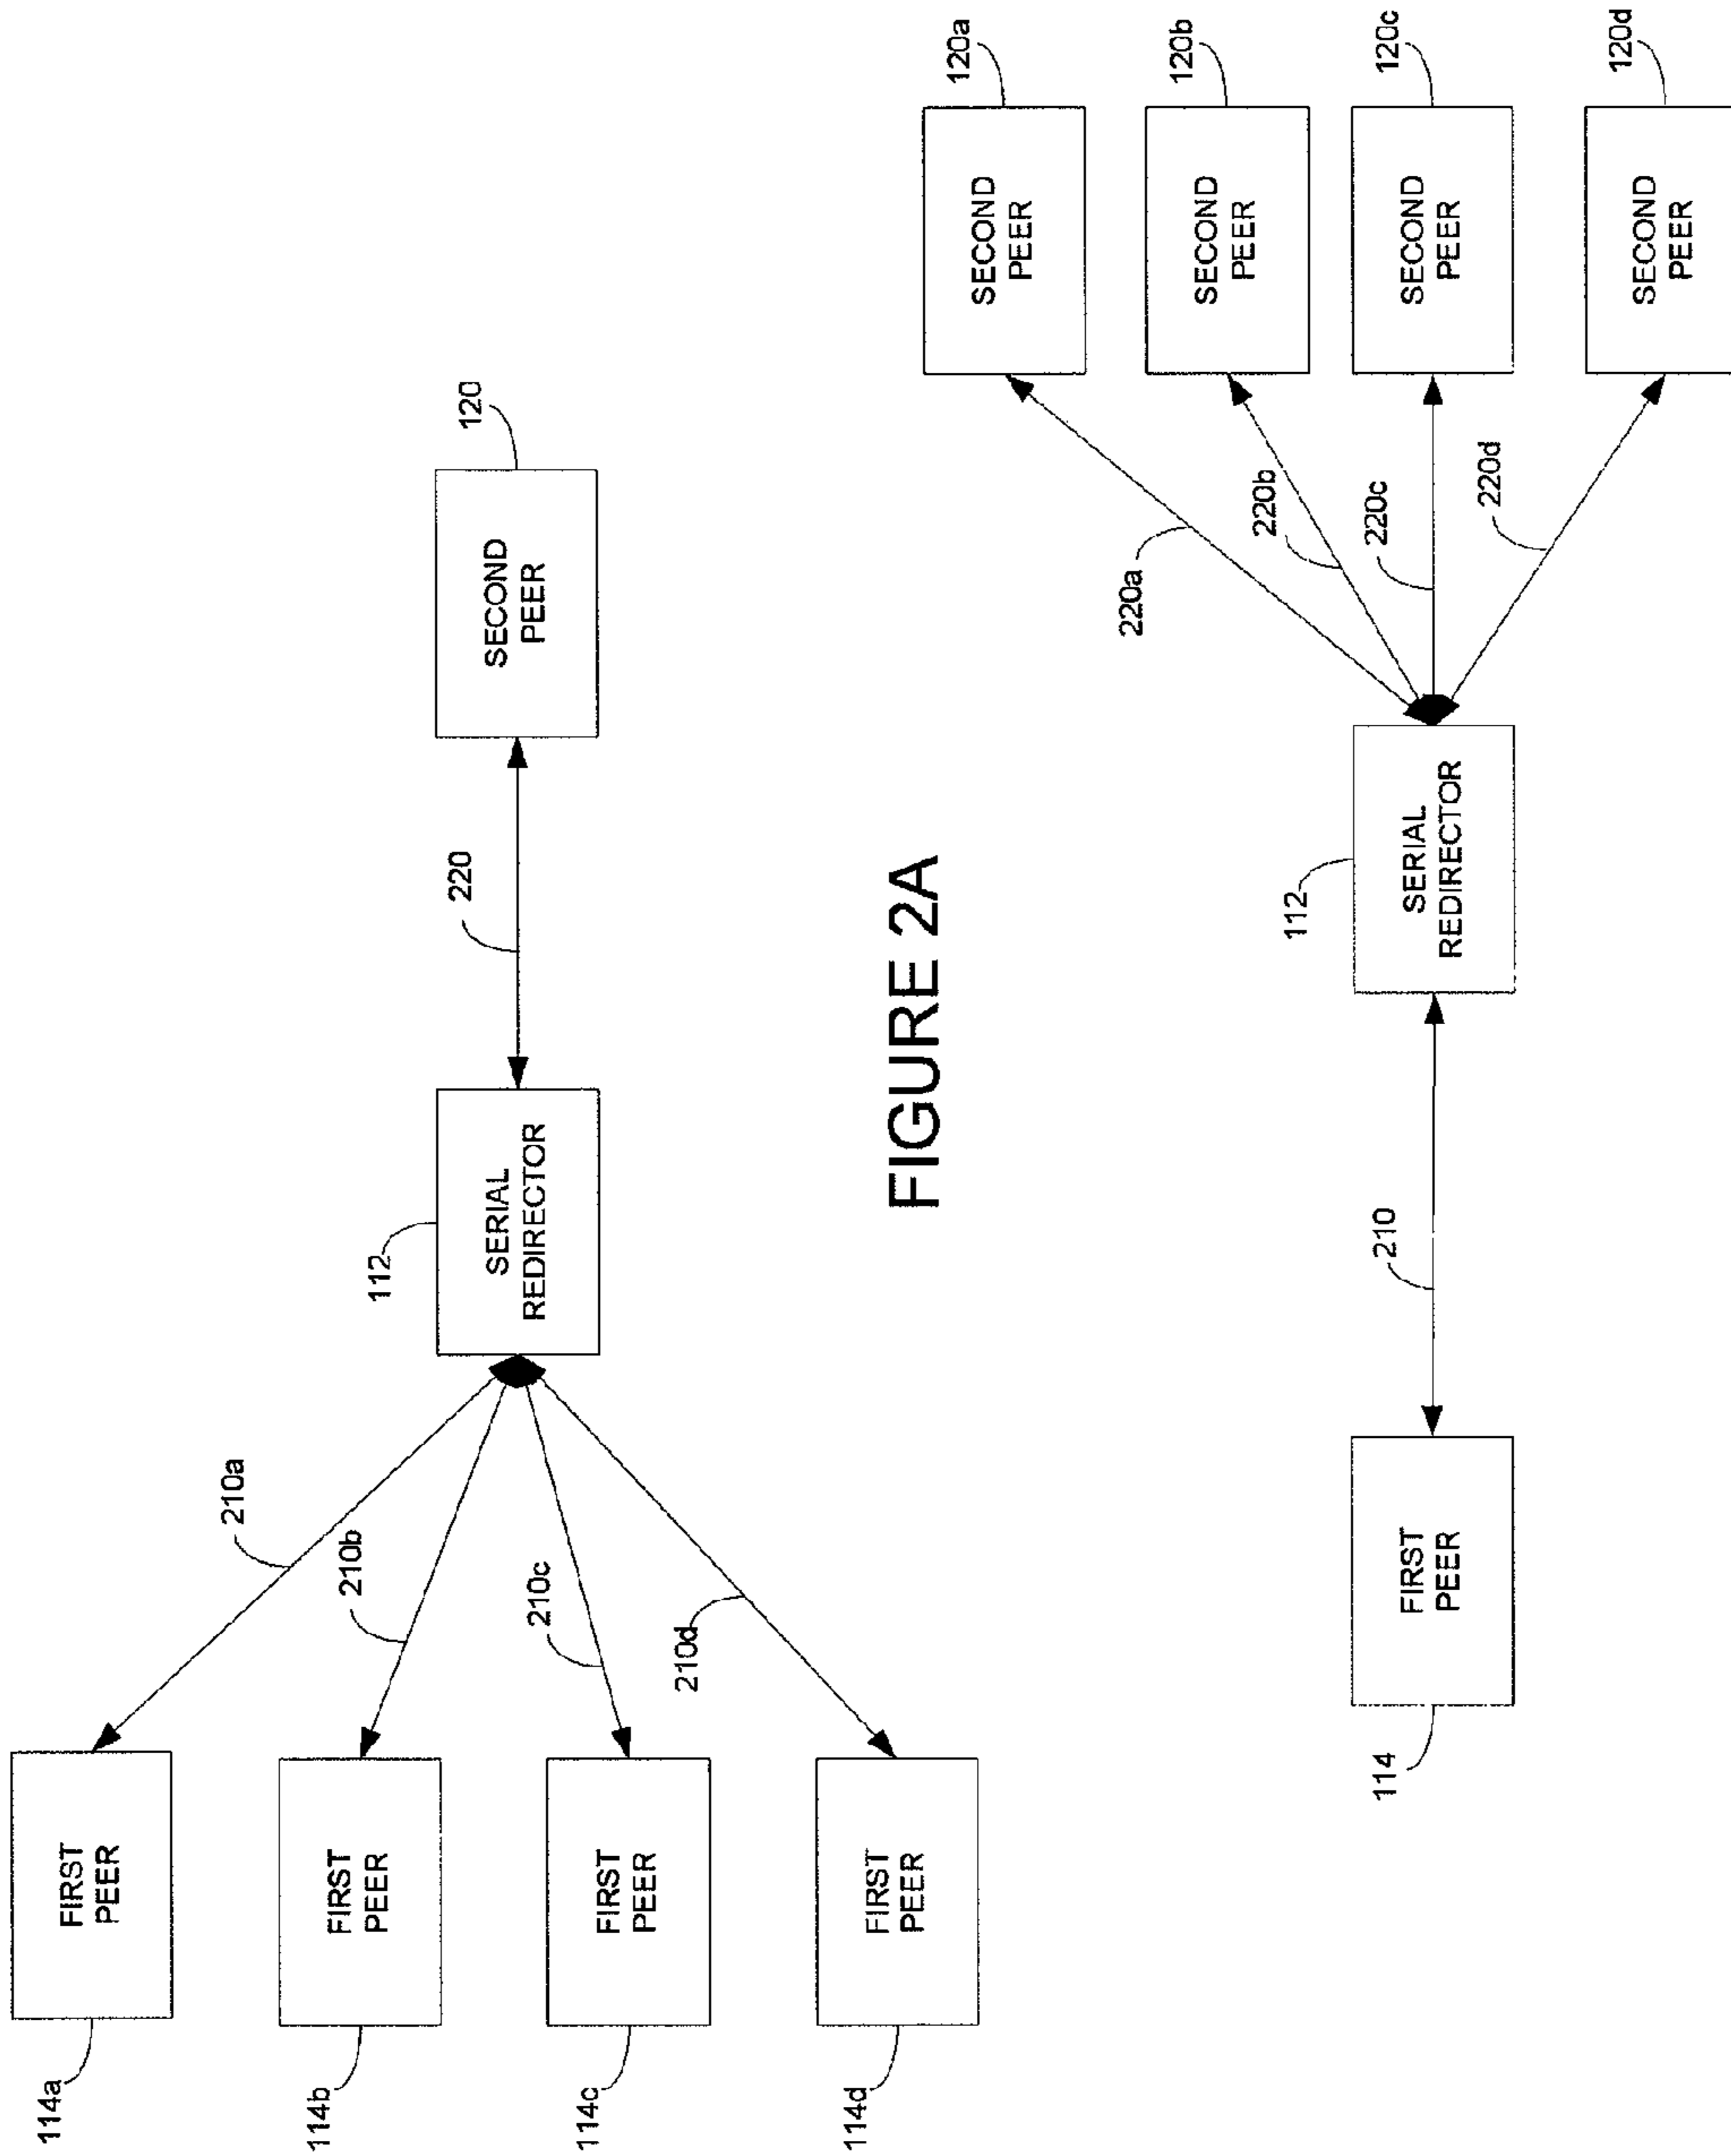 114a
FIRST
PEER
210a
114b
FIRST
PEER
210b
112
SERIAL
REDIRECTOR
220
120
SECOND
PEER
114c
FIRST
PEER
210c
114d
FIRST
PEER
210d
FIGURE 2A
120a
SECOND
PEER
220a
120b
SECOND
PEER
220b
114
FIRST
PEER
210
112
SERIAL
REDIRECTOR
220c
120c
SECOND
PEER
220d
120d
SECOND
PEER